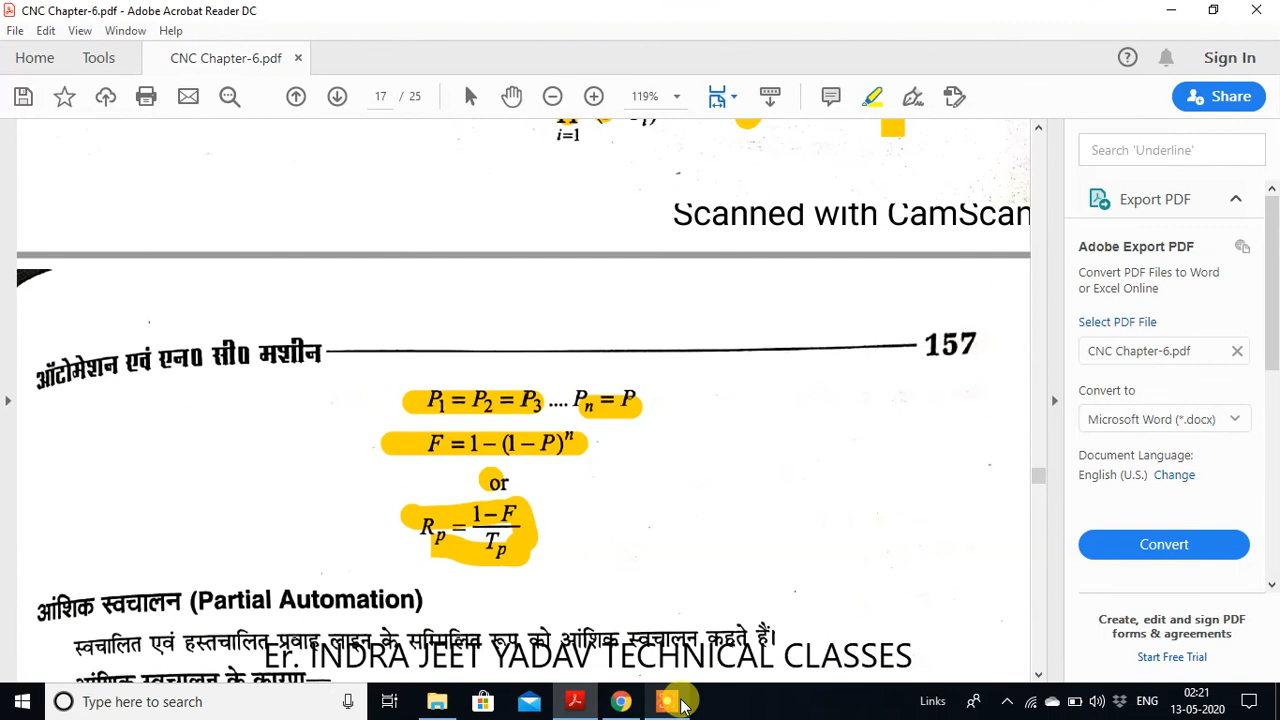 CNC Chapter-6.pdf - Adobe Acrobat Reader DC
File Edit View Window Help
Home Tools CNC Chapter-6.pdf × Sign In
17 / 25 119% Share
i=1
Scanned with CamScan
Search 'Underline'
Export PDF
Adobe Export PDF
Convert PDF Files to Word
or Excel Online
Select PDF File
CNC Chapter-6.pdf
Convert to
Microsoft Word (*.docx)
Document Language:
English (U.S.) Change
Convert
Create, edit and sign PDF
forms & agreements
Start Free Trial
ऑटोमेशन एवं एन० सी० मशीन 157
P₁ = P₂ = P₃ .... Pₙ = P
F = 1 – (1 – P)ⁿ
or
Rₚ = (1 – F) / Tₚ
आंशिक स्वचालन (Partial Automation)
स्वचालित एवं हस्तचालित प्रवाह लाइन के सम्मिलित रूप को आंशिक स्वचालन कहते हैं।
Er. INDRA JEET YADAV TECHNICAL CLASSES
आंशिक स्वचालन के कारण—
Type here to search Links ENG 02:21
13-05-2020